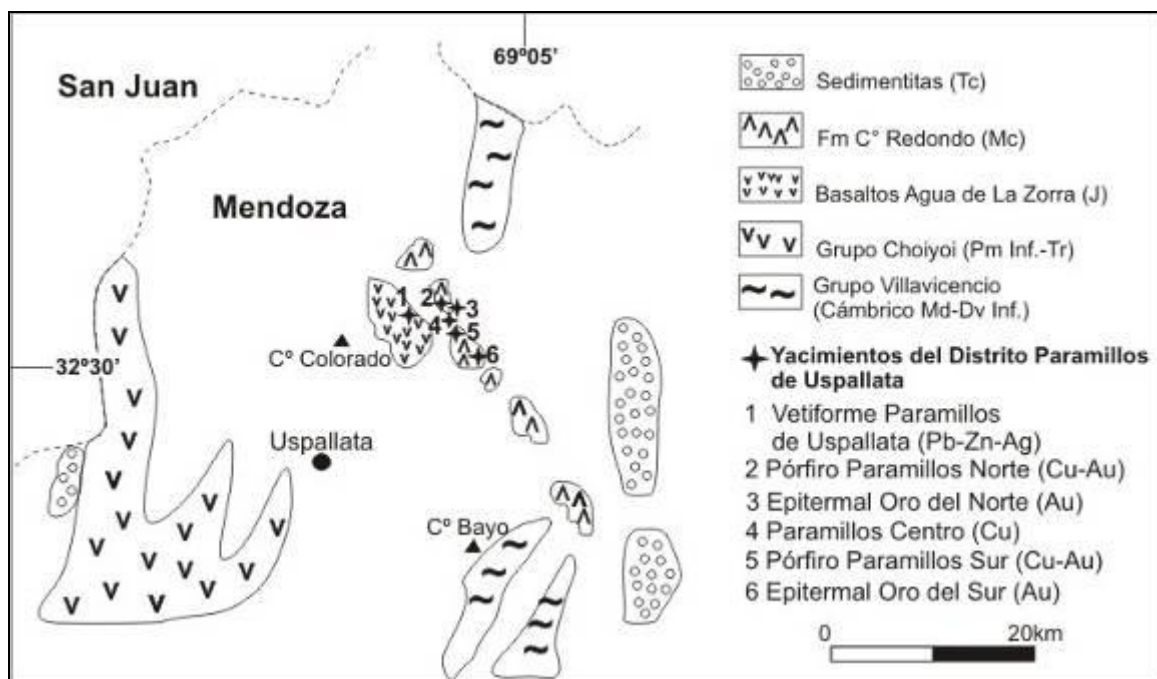 69º05’
San Juan
Mendoza
1
2
3
4
5
6
Cº Colorado
32º30’
Uspallata
Cº Bayo
Sedimentitas (Tc)
Fm Cº Redondo (Mc)
Basaltos Agua de La Zorra (J)
Grupo Choiyoi (Pm Inf.-Tr)
Grupo Villavicencio
(Cámbrico Md-Dv Inf.)
Yacimientos del Distrito Paramillos
de Uspallata
1 Vetiforme Paramillos
de Uspallata (Pb-Zn-Ag)
2 Pórfiro Paramillos Norte (Cu-Au)
3 Epitermal Oro del Norte (Au)
4 Paramillos Centro (Cu)
5 Pórfiro Paramillos Sur (Cu-Au)
6 Epitermal Oro del Sur (Au)
0 20km